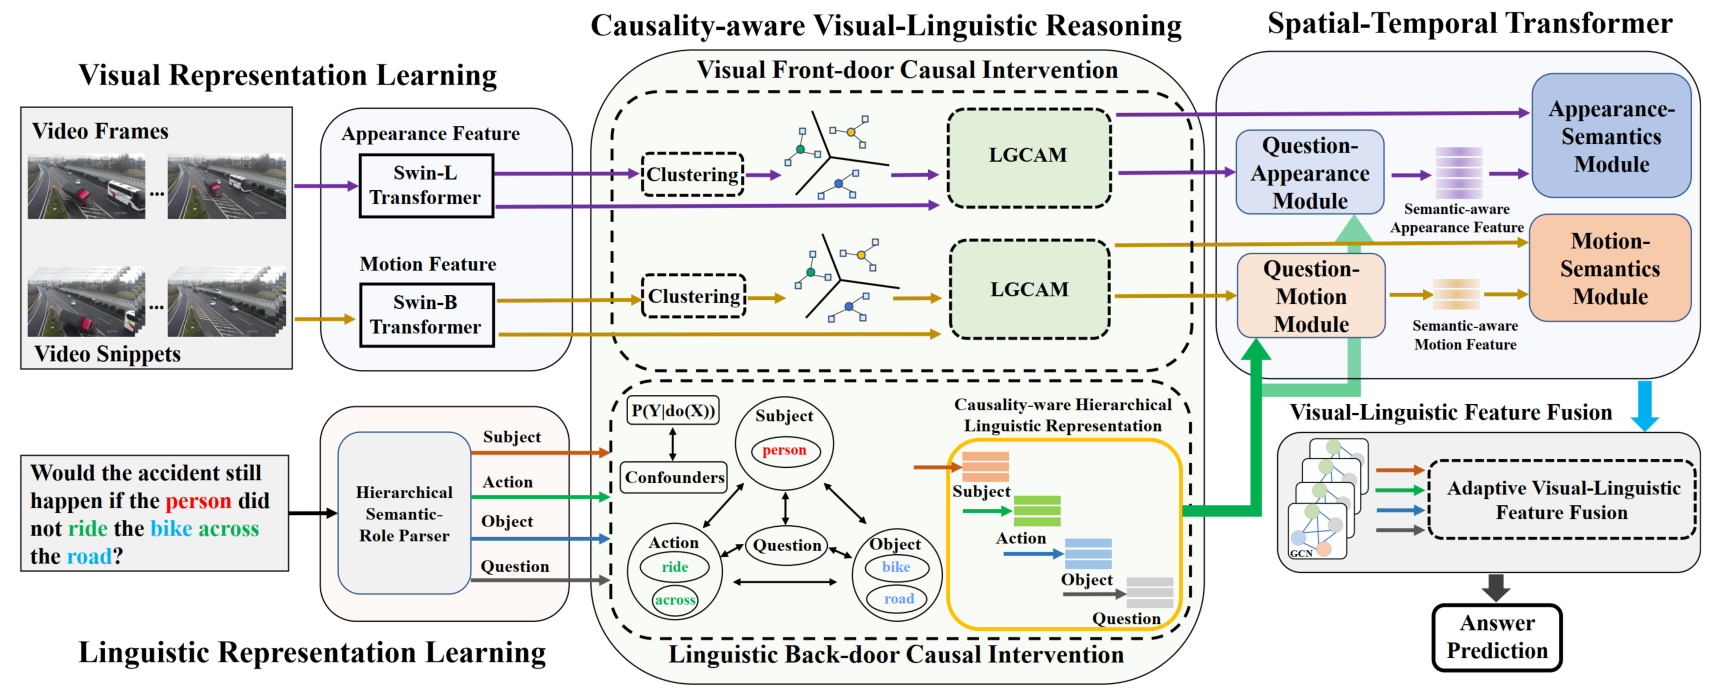 Visual Representation Learning
Video Frames
...
Video Snippets
...
Appearance Feature
Swin-L
Transformer
Motion Feature
Swin-B
Transformer
Causality-aware Visual-Linguistic Reasoning
Visual Front-door Causal Intervention
Clustering
LGCAM
Clustering
LGCAM
Spatial-Temporal Transformer
Question-
Appearance
Module
Semantic-aware
Appearance Feature
Appearance-
Semantics
Module
Question-
Motion
Module
Semantic-aware
Motion Feature
Motion-
Semantics
Module
Would the accident still
happen if the person did
not ride the bike across
the road?
Hierarchical
Semantic-
Role Parser
Subject
Action
Object
Question
Linguistic Representation Learning
P(Y|do(X))
Confounders
Subject
person
Action
ride
across
Question
Object
bike
road
Causality-ware Hierarchical
Linguistic Representation
Subject
Action
Object
Question
Linguistic Back-door Causal Intervention
Visual-Linguistic Feature Fusion
GCN
Adaptive Visual-Linguistic
Feature Fusion
Answer
Prediction